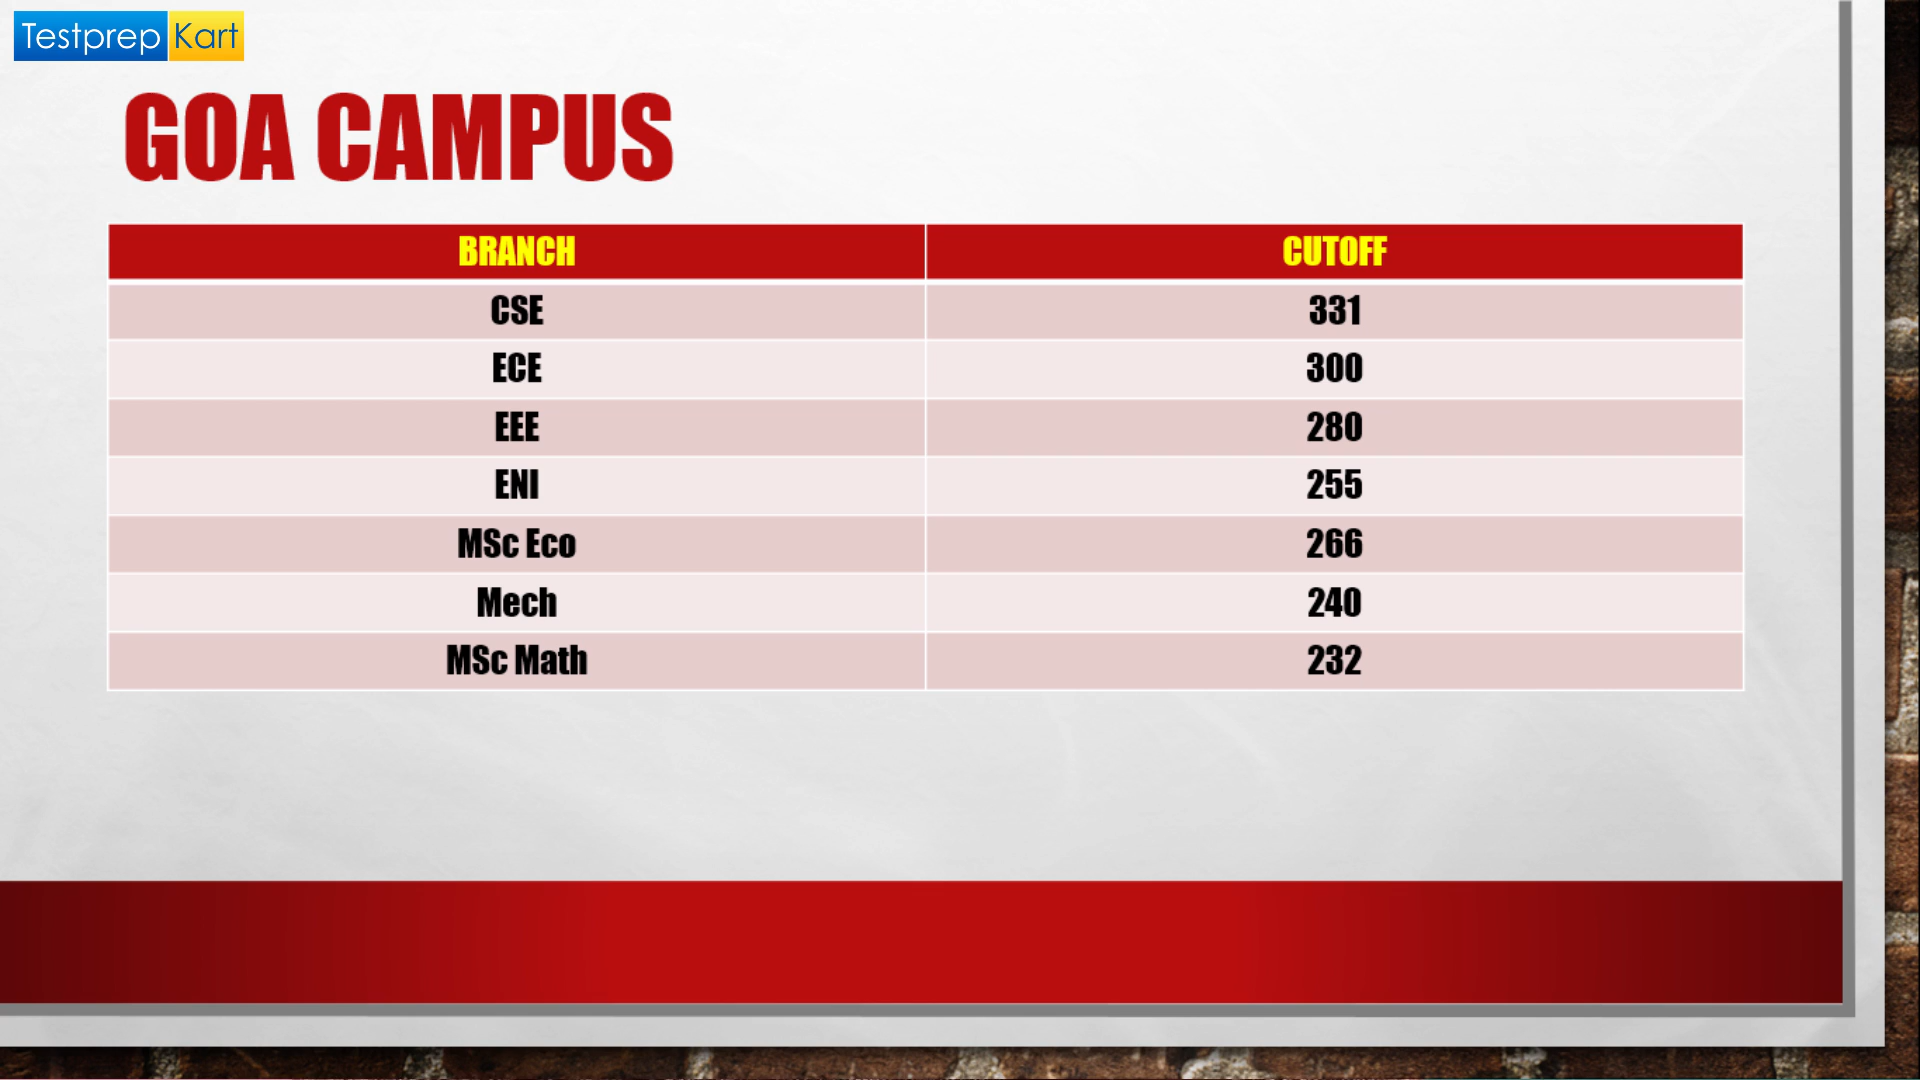 Testprep Kart
GOA CAMPUS
BRANCH CUTOFF
CSE 331
ECE 300
EEE 280
ENI 255
MSc Eco 266
Mech 240
MSc Math 232